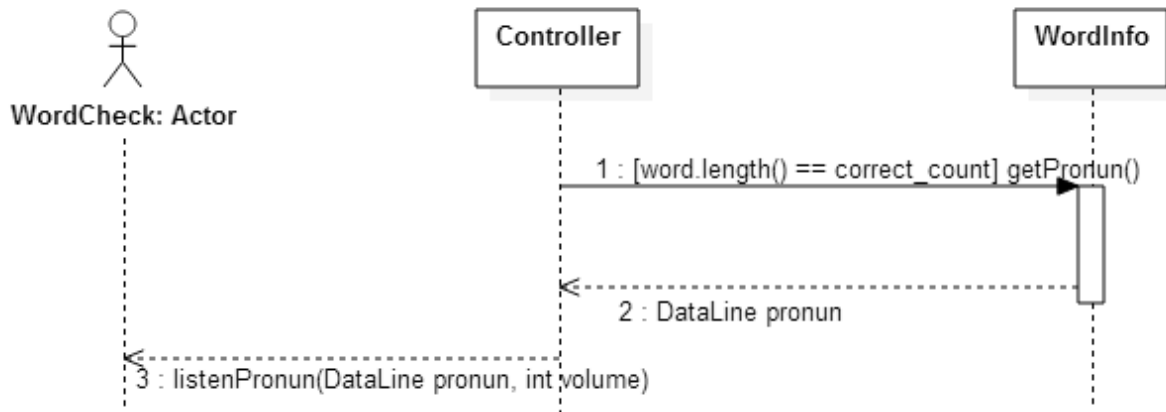 Controller
WordInfo
WordCheck: Actor
1 : [word.length() == correct_count] getPronun()
2 : DataLine pronun
3 : listenPronun(DataLine pronun, int volume)